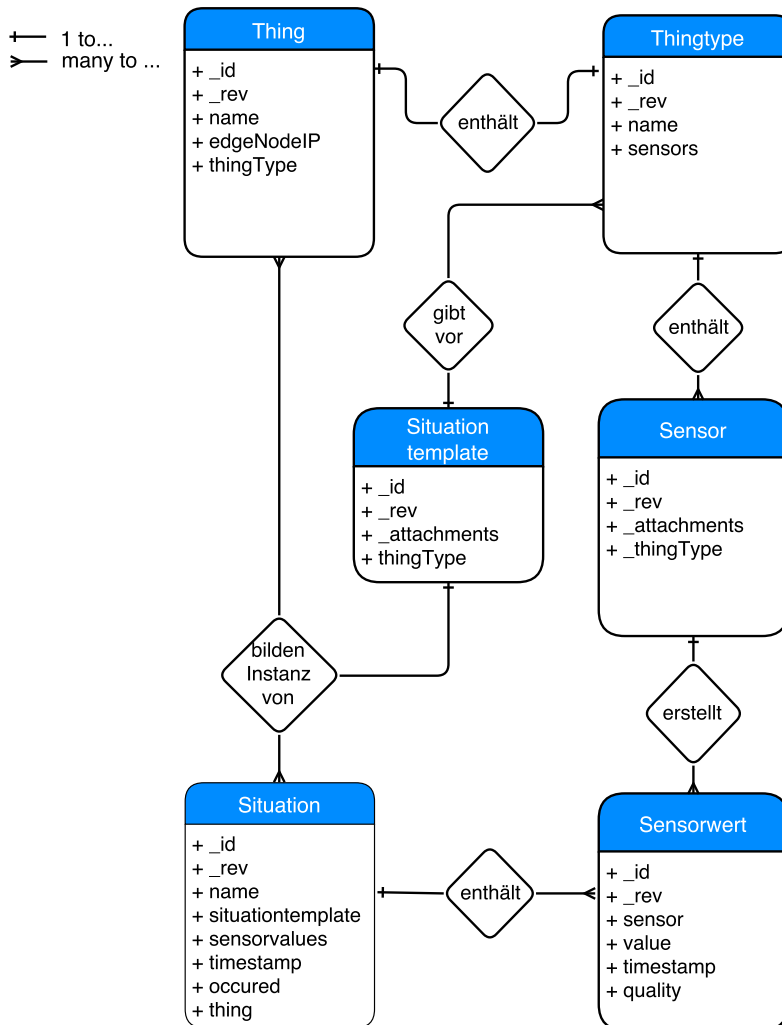 1 to...
many to ...
Thing
+ _id
+ _rev
+ name
+ edgeNodeIP
+ thingType
enthält
Thingtype
+ _id
+ _rev
+ name
+ sensors
gibt
vor
enthält
Situation
template
+ _id
+ _rev
+ _attachments
+ thingType
Sensor
+ _id
+ _rev
+ _attachments
+ _thingType
bilden
Instanz
von
erstellt
Situation
+ _id
+ _rev
+ name
+ situationtemplate
+ sensorvalues
+ timestamp
+ occured
+ thing
enthält
Sensorwert
+ _id
+ _rev
+ sensor
+ value
+ timestamp
+ quality